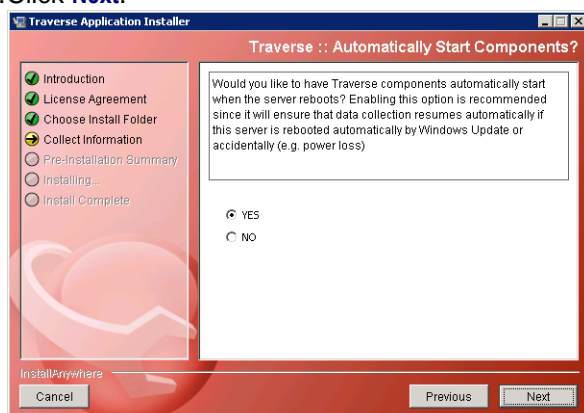 Click Next.
Traverse Application Installer
Traverse :: Automatically Start Components?
Introduction
License Agreement
Choose Install Folder
Collect Information
Pre-Installation Summary
Installing...
Install Complete
Would you like to have Traverse components automatically start
when the server reboots? Enabling this option is recommended
since it will ensure that data collection resumes automatically if
this server is rebooted automatically by Windows Update or
accidentally (e.g. power loss)
YES
NO
InstallAnywhere
Cancel
Previous
Next